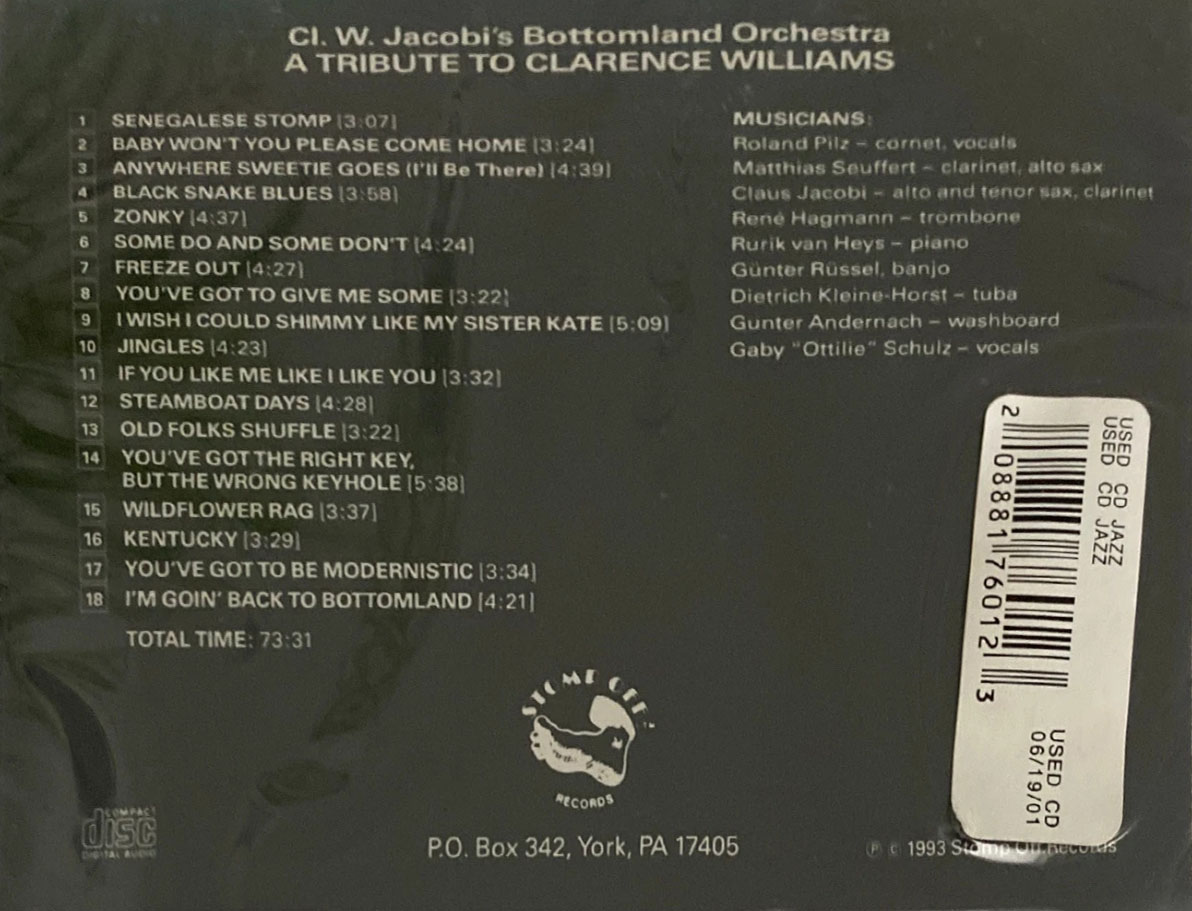 Cl. W. Jacobi's Bottomland Orchestra
A TRIBUTE TO CLARENCE WILLIAMS
1 SENEGALESE STOMP [3:07]
2 BABY WON'T YOU PLEASE COME HOME [3:24]
3 ANYWHERE SWEETIE GOES (I'll Be There) [4:39]
4 BLACK SNAKE BLUES [3:58]
5 ZONKY [4:37]
6 SOME DO AND SOME DON'T [4:24]
7 FREEZE OUT [4:27]
8 YOU'VE GOT TO GIVE ME SOME [3:22]
9 I WISH I COULD SHIMMY LIKE MY SISTER KATE [5:09]
10 JINGLES [4:23]
11 IF YOU LIKE ME LIKE I LIKE YOU [3:32]
12 STEAMBOAT DAYS [4:28]
13 OLD FOLKS SHUFFLE [3:22]
14 YOU'VE GOT THE RIGHT KEY,
BUT THE WRONG KEYHOLE [5:38]
15 WILDFLOWER RAG [3:37]
16 KENTUCKY [3:29]
17 YOU'VE GOT TO BE MODERNISTIC [3:34]
18 I'M GOIN' BACK TO BOTTOMLAND [4:21]
TOTAL TIME: 73:31
MUSICIANS:
Roland Pilz – cornet, vocals
Matthias Seuffert – clarinet, alto sax
Claus Jacobi – alto and tenor sax, clarinet
René Hagmann – trombone
Rurik van Heys – piano
Günter Rüssel, banjo
Dietrich Kleine-Horst – tuba
Gunter Andernach – washboard
Gaby "Ottilie" Schulz – vocals
USED CD JAZZ
USED CD JAZZ
2 08881 76012 3
USED CD
06/19/01
STOMP OFF
RECORDS
COMPACT
disc
DIGITAL AUDIO
P.O. Box 342, York, PA 17405
℗ © 1993 Stomp Off Records